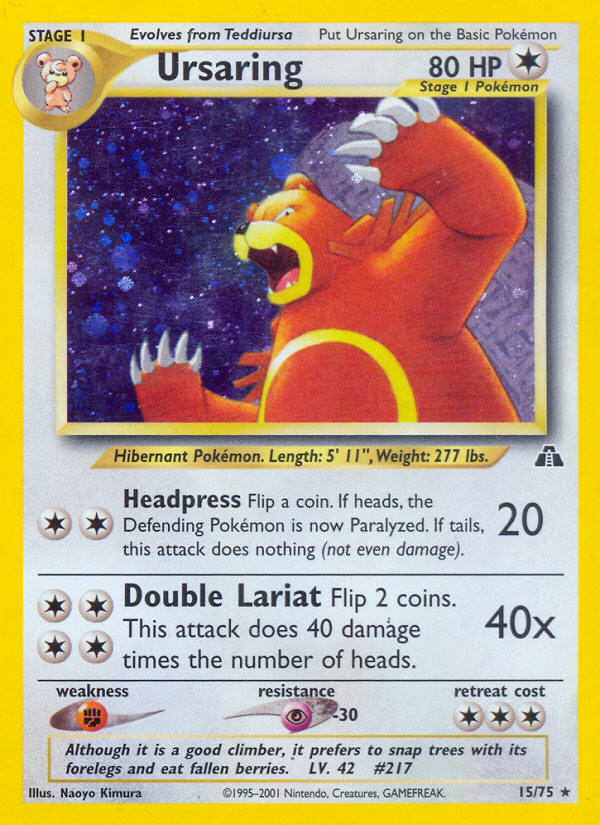 STAGE 1 Evolves from Teddiursa Put Ursaring on the Basic Pokémon
Ursaring 80 HP
Stage 1 Pokémon
Hibernant Pokémon. Length: 5' 11", Weight: 277 lbs.
Headpress Flip a coin. If heads, the
Defending Pokémon is now Paralyzed. If tails, 20
this attack does nothing (not even damage).
Double Lariat Flip 2 coins.
This attack does 40 damage 40x
times the number of heads.
weakness resistance retreat cost
-30
Although it is a good climber, it prefers to snap trees with its
forelegs and eat fallen berries. LV. 42 #217
Illus. Naoyo Kimura ©1995–2001 Nintendo, Creatures, GAMEFREAK. 15/75 ★